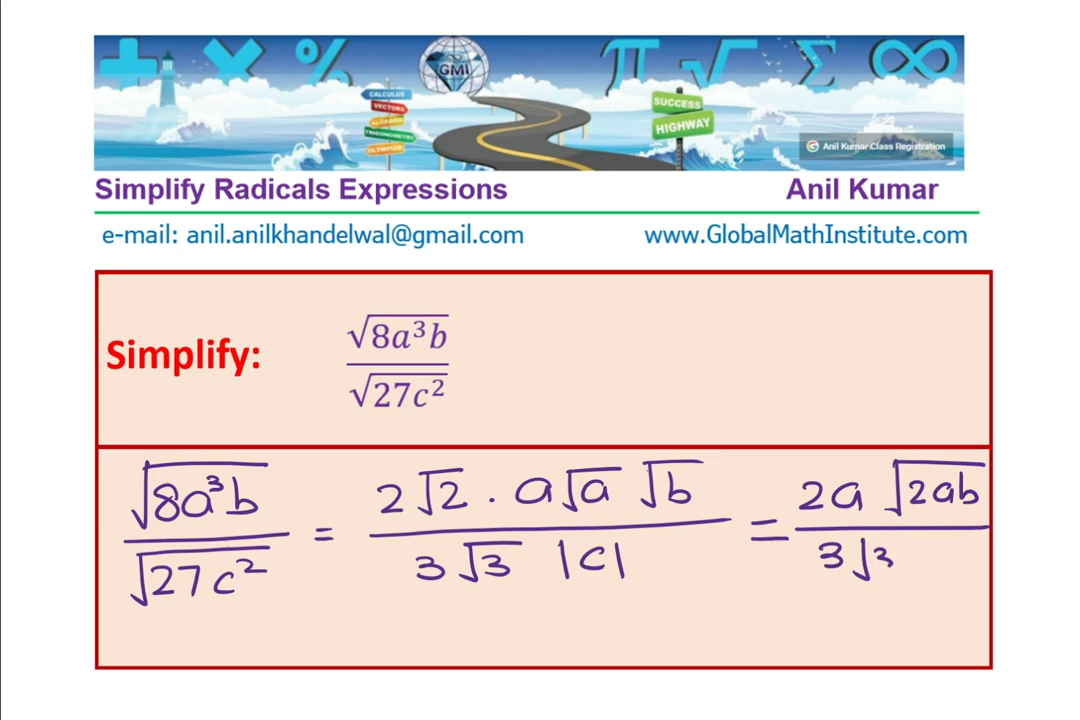 + × % GMI π √ Σ ∞
CALCULUS
VECTORS
ALGEBRA
TRIGONOMETRY
OLYMPIAD
SUCCESS
HIGHWAY
G Anil Kumar Class Registration
Simplify Radicals Expressions Anil Kumar
e-mail: anil.anilkhandelwal@gmail.com www.GlobalMathInstitute.com
Simplify: √(8a³b) / √(27c²)
√(8a³b) / √(27c²) = 2√2 · a√a √b / 3√3 |c| = 2a √(2ab) / 3√3